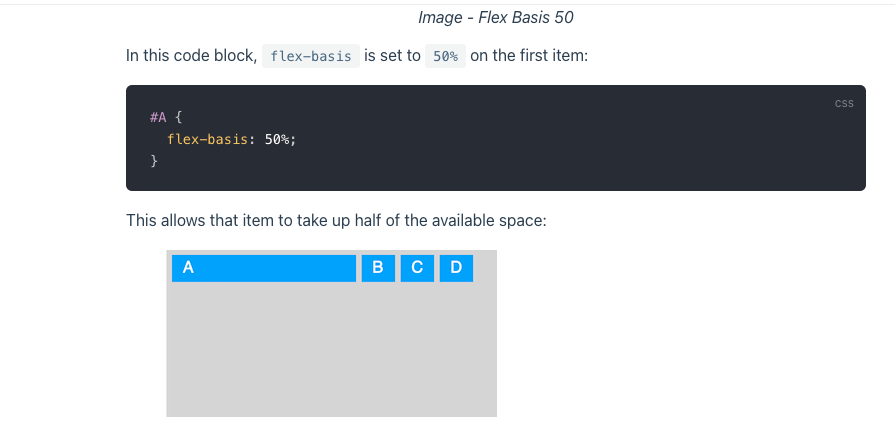 Image - Flex Basis 50
In this code block, flex-basis is set to 50% on the first item:
css
#A {
  flex-basis: 50%;
}
This allows that item to take up half of the available space:
A B C D